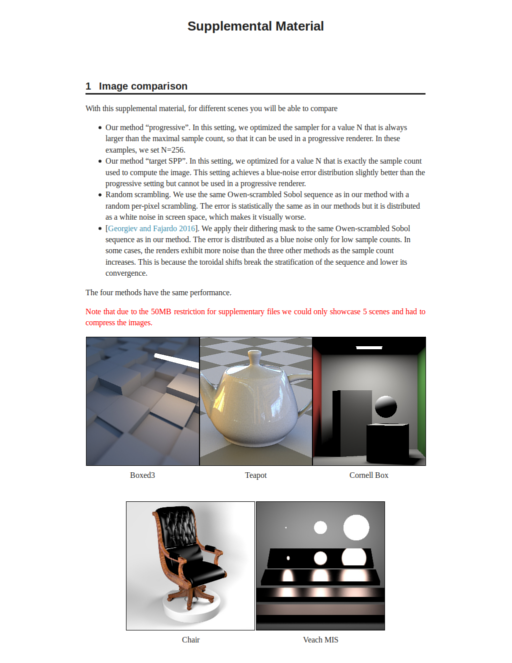 Supplemental Material
1 Image comparison
With this supplemental material, for different scenes you will be able to compare
• Our method “progressive”. In this setting, we optimized the sampler for a value N that is always
larger than the maximal sample count, so that it can be used in a progressive renderer. In these
examples, we set N=256.
• Our method “target SPP”. In this setting, we optimized for a value N that is exactly the sample count
used to compute the image. This setting achieves a blue-noise error distribution slightly better than the
progressive setting but cannot be used in a progressive renderer.
• Random scrambling. We use the same Owen-scrambled Sobol sequence as in our method with a
random per-pixel scrambling. The error is statistically the same as in our methods but it is distributed
as a white noise in screen space, which makes it visually worse.
• [Georgiev and Fajardo 2016]. We apply their dithering mask to the same Owen-scrambled Sobol
sequence as in our method. The error is distributed as a blue noise only for low sample counts. In
some cases, the renders exhibit more noise than the three other methods as the sample count
increases. This is because the toroidal shifts break the stratification of the sequence and lower its
convergence.
The four methods have the same performance.
Note that due to the 50MB restriction for supplementary files we could only showcase 5 scenes and had to
compress the images.
Boxed3
Teapot
Cornell Box
Chair
Veach MIS